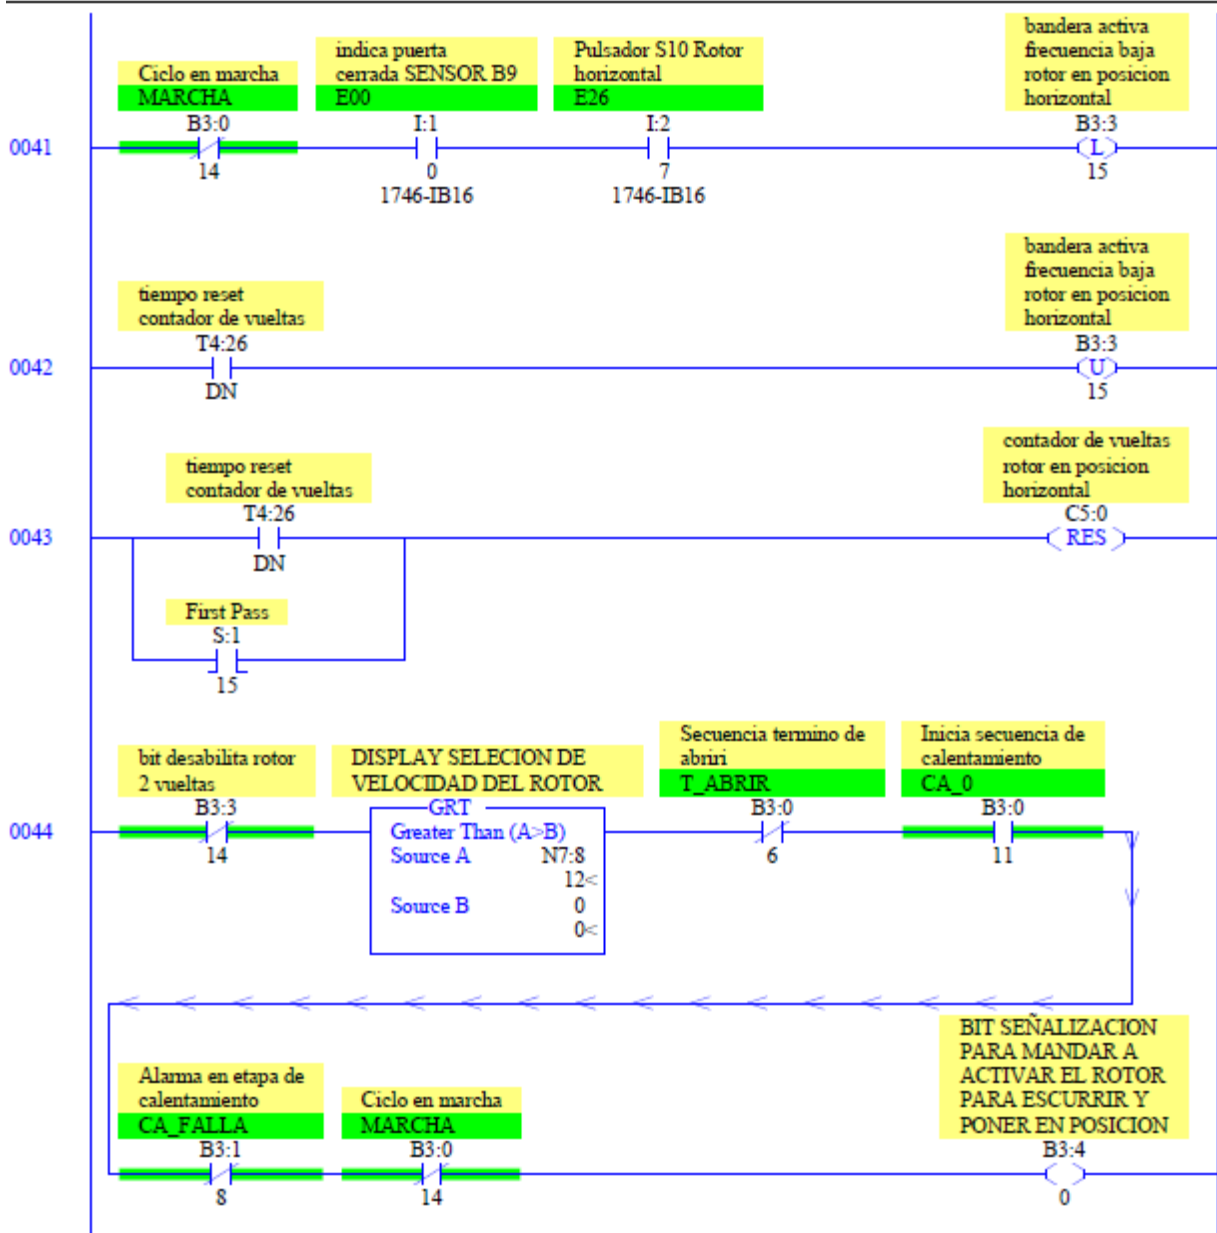 bandera activa
frecuencia baja
rotor en posicion
horizontal
indica puerta
cerrada SENSOR B9
Pulsador S10 Rotor
horizontal
Ciclo en marcha
MARCHA
E00
E26
B3:0
I:1
I:2
B3:3
0041
L
14
0
7
15
1746-IB16
1746-IB16
bandera activa
frecuencia baja
rotor en posicion
horizontal
tiempo reset
contador de vueltas
T4:26
B3:3
0042
U
DN
15
contador de vueltas
rotor en posicion
horizontal
tiempo reset
contador de vueltas
T4:26
C5:0
0043
RES
DN
First Pass
S:1
15
Secuencia termino de
abriri
Inicia secuencia de
calentamiento
bit desabilita rotor
2 vueltas
DISPLAY SELECION DE
VELOCIDAD DEL ROTOR
T_ABRIR
CA_0
B3:3
GRT
B3:0
B3:0
0044
Greater Than (A>B)
14
Source A N7:8
6
11
12<
Source B 0
0<
BIT SEÑALIZACION
PARA MANDAR A
ACTIVAR EL ROTOR
PARA ESCURRIR Y
PONER EN POSICION
Alarma en etapa de
calentamiento
CA_FALLA
Ciclo en marcha
MARCHA
B3:1
B3:0
B3:4
8
14
0